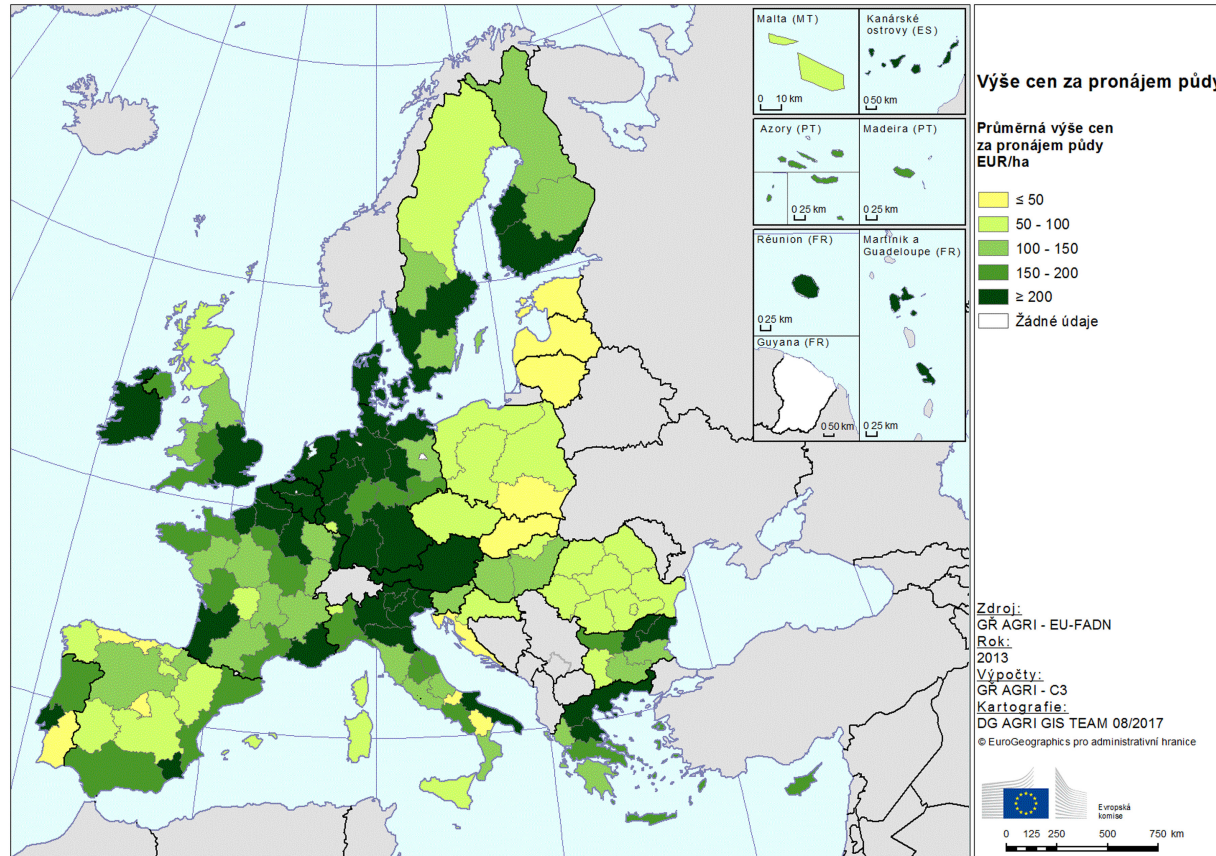 Malta (MT)
0 10 km
Kanárské
ostrovy (ES)
0 50 km
Azory (PT)
0 25 km
Madeira (PT)
0 25 km
Réunion (FR)
0 25 km
Martinik a
Guadeloupe (FR)
0 25 km
Guyana (FR)
0 50 km
Výše cen za pronájem půdy
Průměrná výše cen
za pronájem půdy
EUR/ha
≤ 50
50 - 100
100 - 150
150 - 200
≥ 200
Žádné údaje
Zdroj:
GŘ AGRI - EU-FADN
Rok:
2013
Výpočty:
GŘ AGRI - C3
Kartografie:
DG AGRI GIS TEAM 08/2017
© EuroGeographics pro administrativní hranice
Evropská
komise
0 125 250 500 750 km